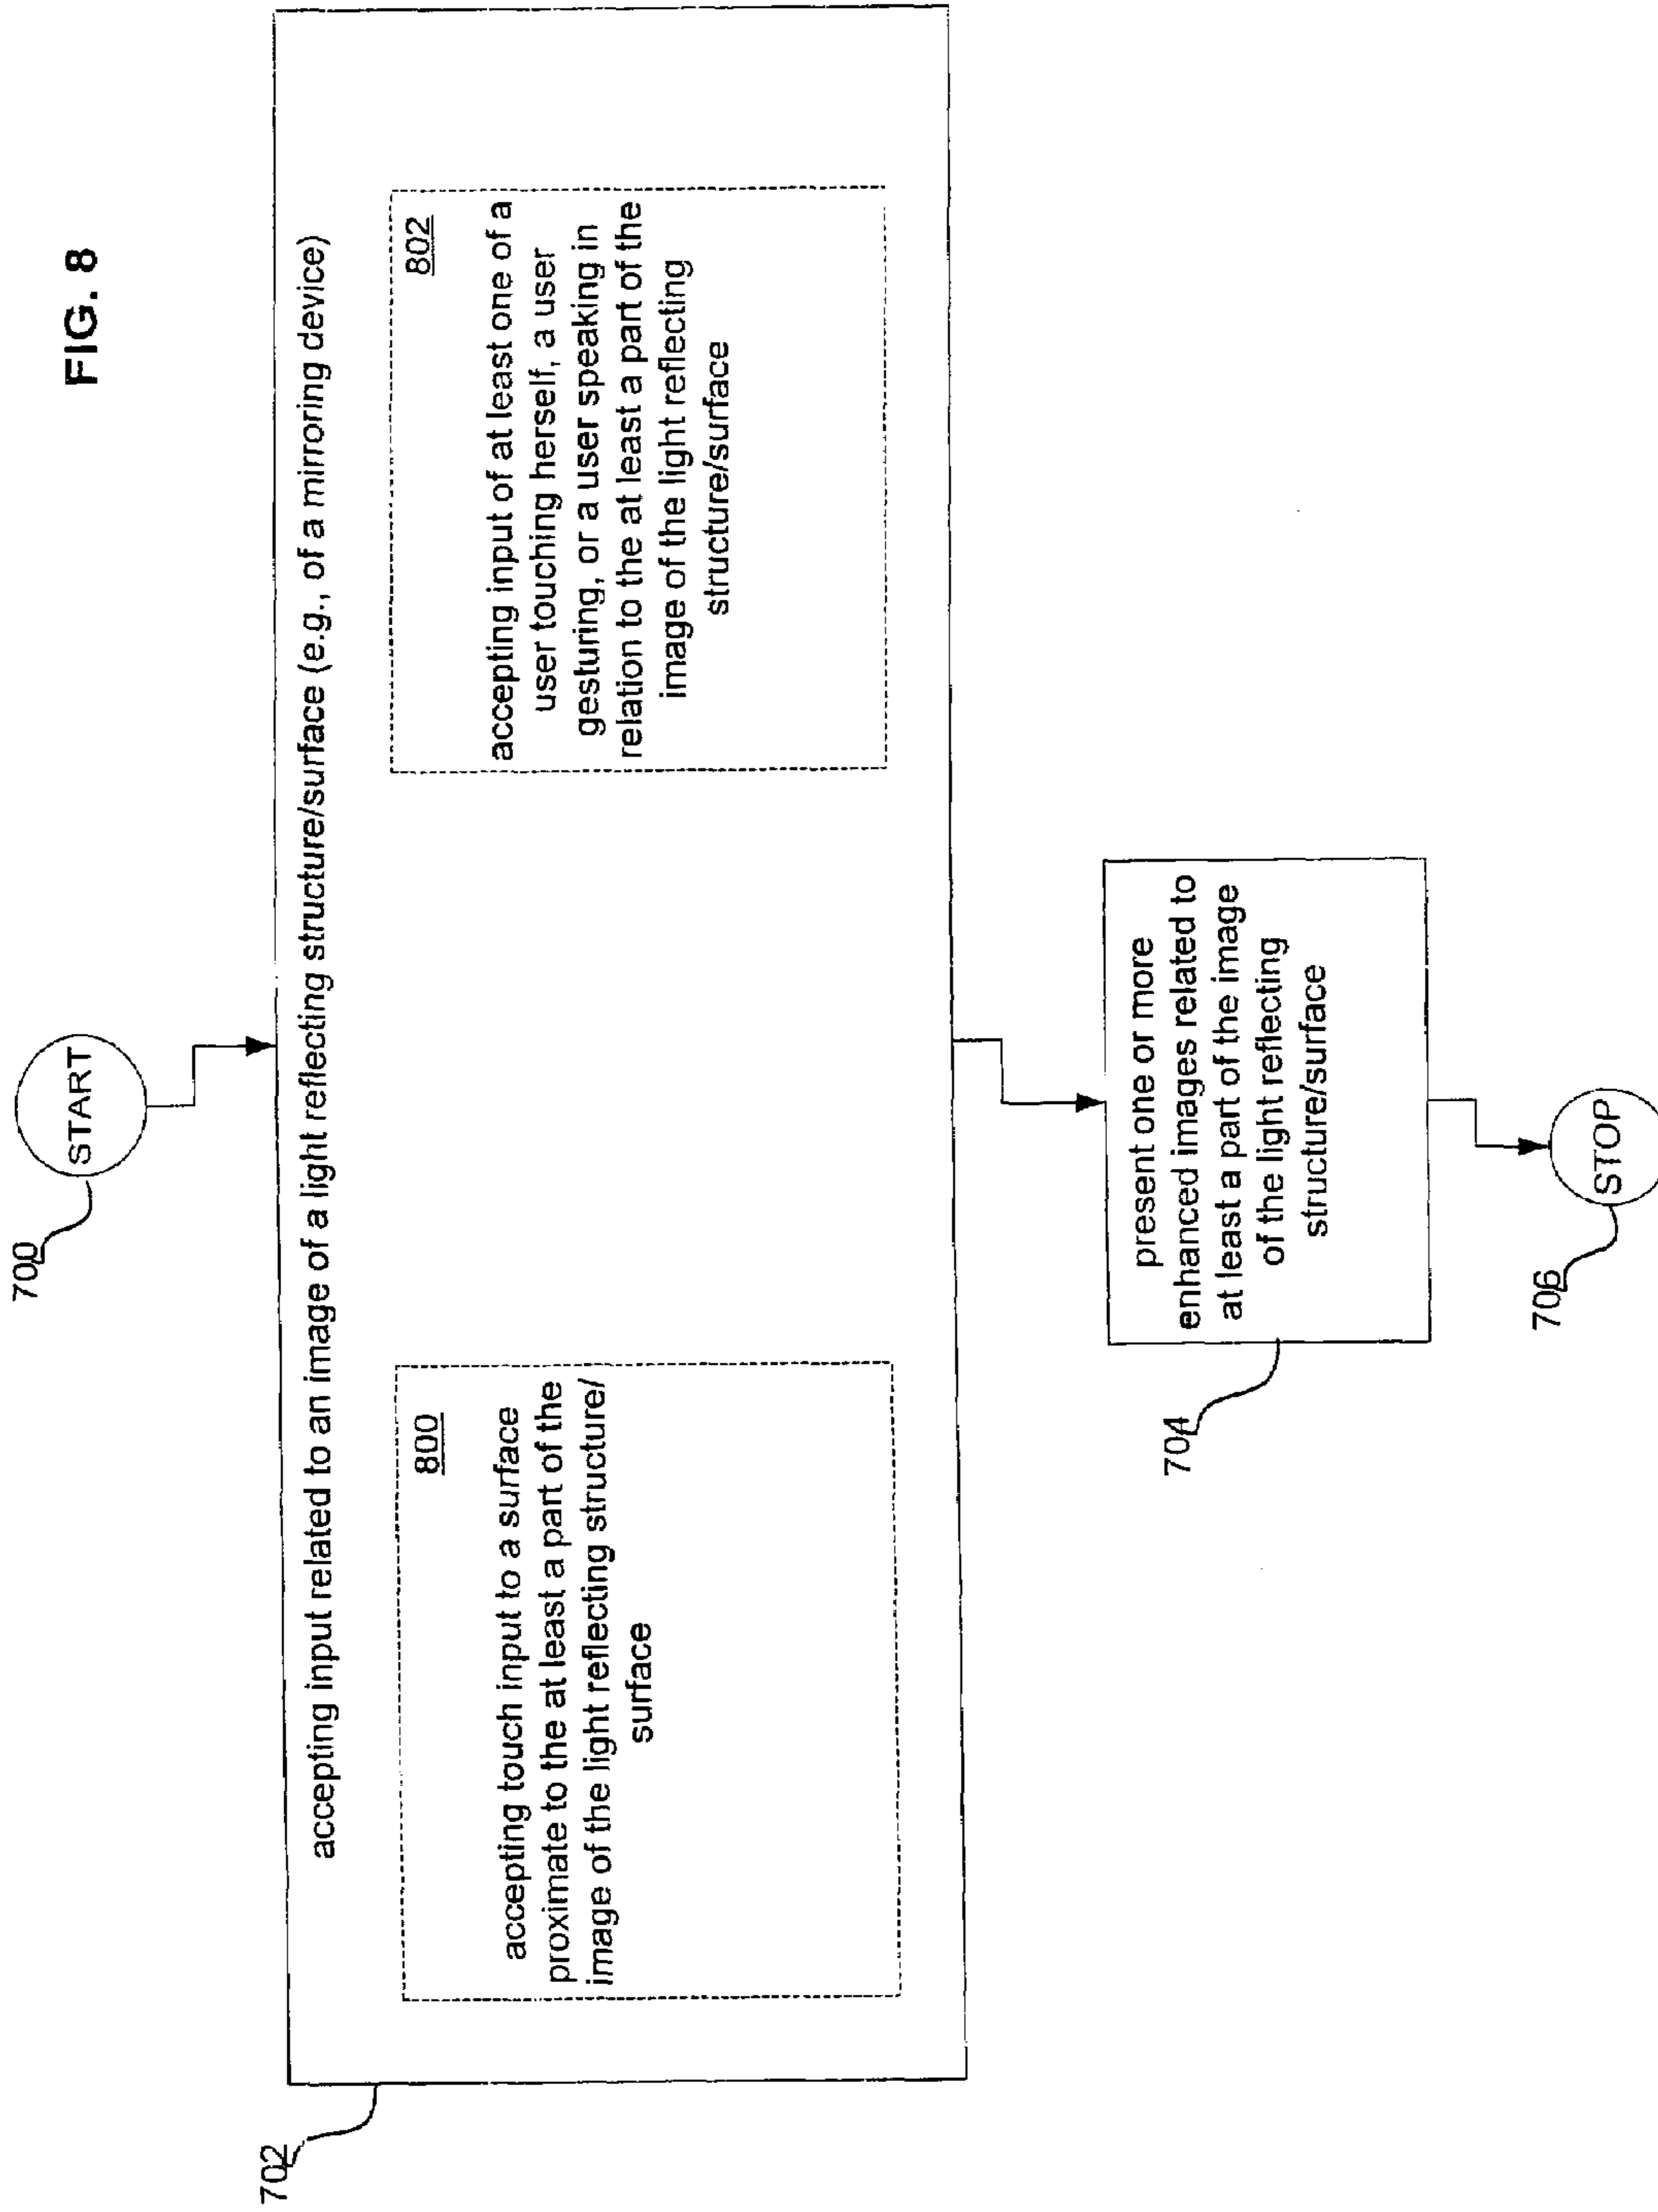 FIG. 8
700
START
702
accepting input related to an image of a light reflecting structure/surface (e.g., of a mirroring device)
800
accepting touch input to a surface
proximate to the at least a part of the
image of the light reflecting structure/
surface
802
accepting input of at least one of a
user touching herself, a user
gesturing, or a user speaking in
relation to the at least a part of the
image of the light reflecting
structure/surface
704
present one or more
enhanced images related to
at least a part of the image
of the light reflecting
structure/surface
706
STOP